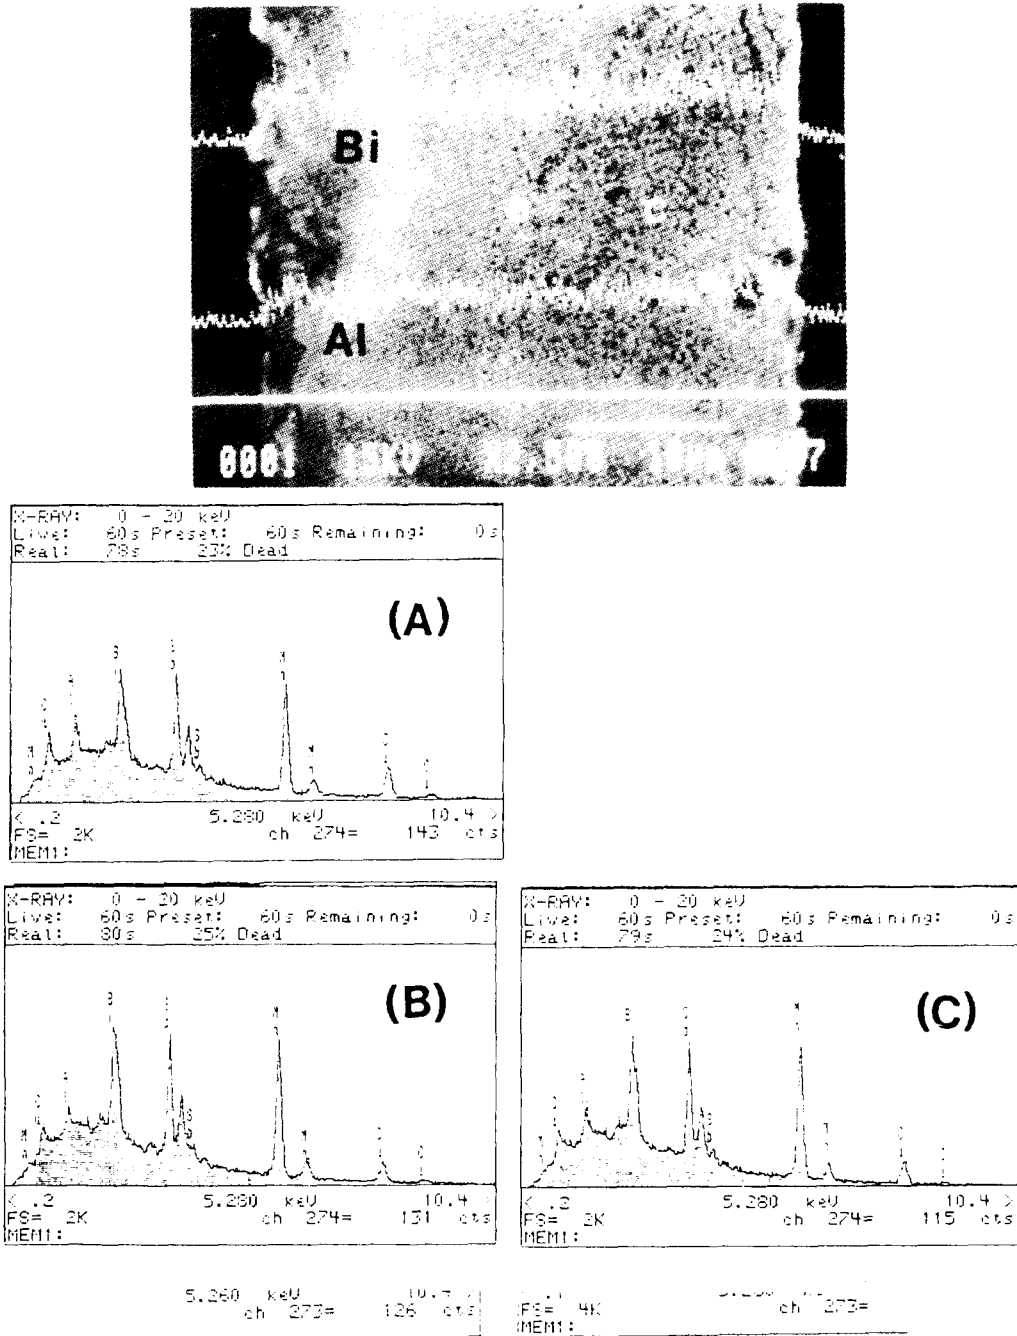 Bi
Al
0001 15KV
X-RAY: 0 - 20 keV
Live: 60s Preset: 60s Remaining: 0s
Real: 78s 23% Dead
(A)
< .2 5.280 keV 10.4 >
FS= 2K ch 274= 143 cts
MEM1:
X-RAY: 0 - 20 keV
Live: 60s Preset: 60s Remaining: 0s
Real: 80s 25% Dead
(B)
< .2 5.280 keV 10.4 >
FS= 2K ch 274= 131 cts
MEM1:
X-RAY: 0 - 20 keV
Live: 60s Preset: 60s Remaining: 0s
Real: 79s 24% Dead
(C)
< .2 5.280 keV 10.4 >
FS= 2K ch 274= 115 cts
MEM1:
5.260 keV 10.4 >
ch 273= 126 cts
FS= 4K ch 273=
MEM1: